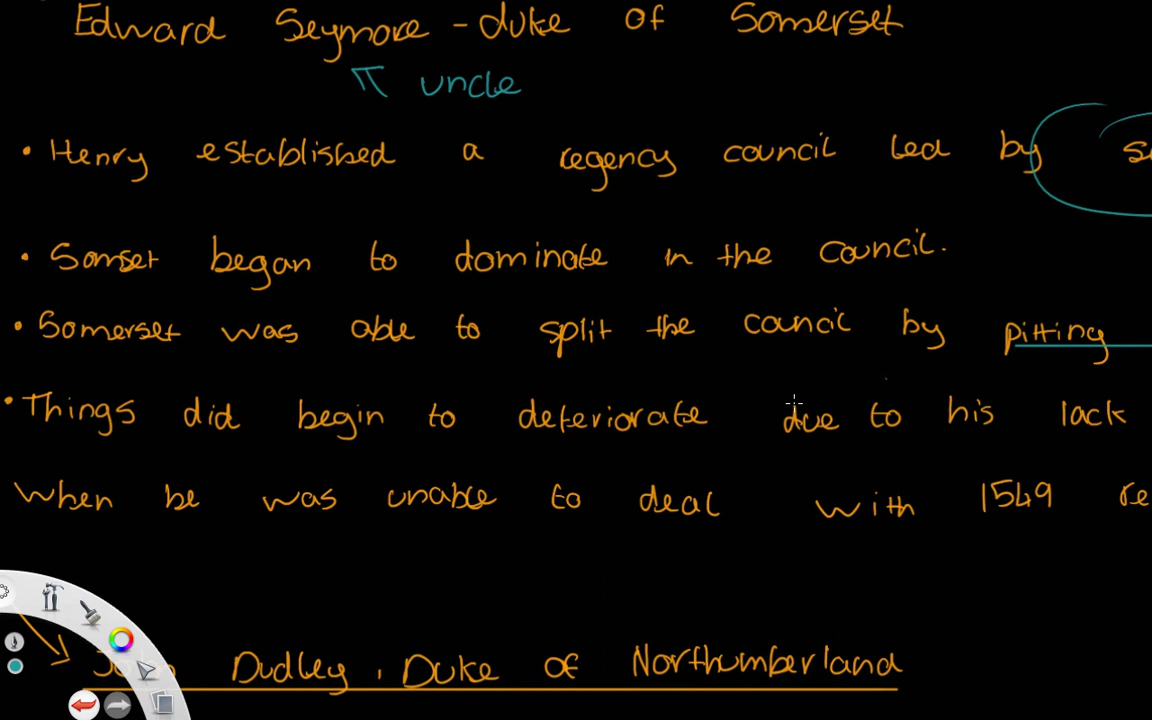 Edward Seymore - duke of Somerset
uncle
• Henry established a regency council led by
• Somset began to dominate in the council.
• Somerset was able to split the council by pitting
• Things did begin to deteriorate due to his lack
when he was unable to deal with 1549 re
Dudley, Duke of Northumberland